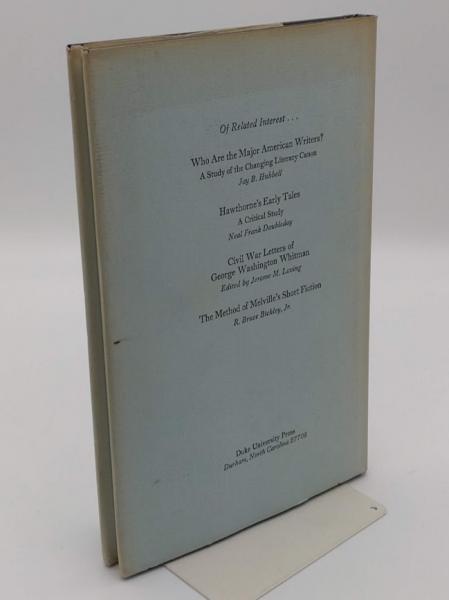 Of Related Interest . . .
Who Are the Major American Writers?
A Study of the Changing Literary Canon
Jay B. Hubbell
Hawthorne's Early Tales
A Critical Study
Neal Frank Doubleday
Civil War Letters of
George Washington Whitman
Edited by Jerome M. Loving
The Method of Melville's Short Fiction
R. Bruce Bickley, Jr.
Duke University Press
Durham, North Carolina 27708